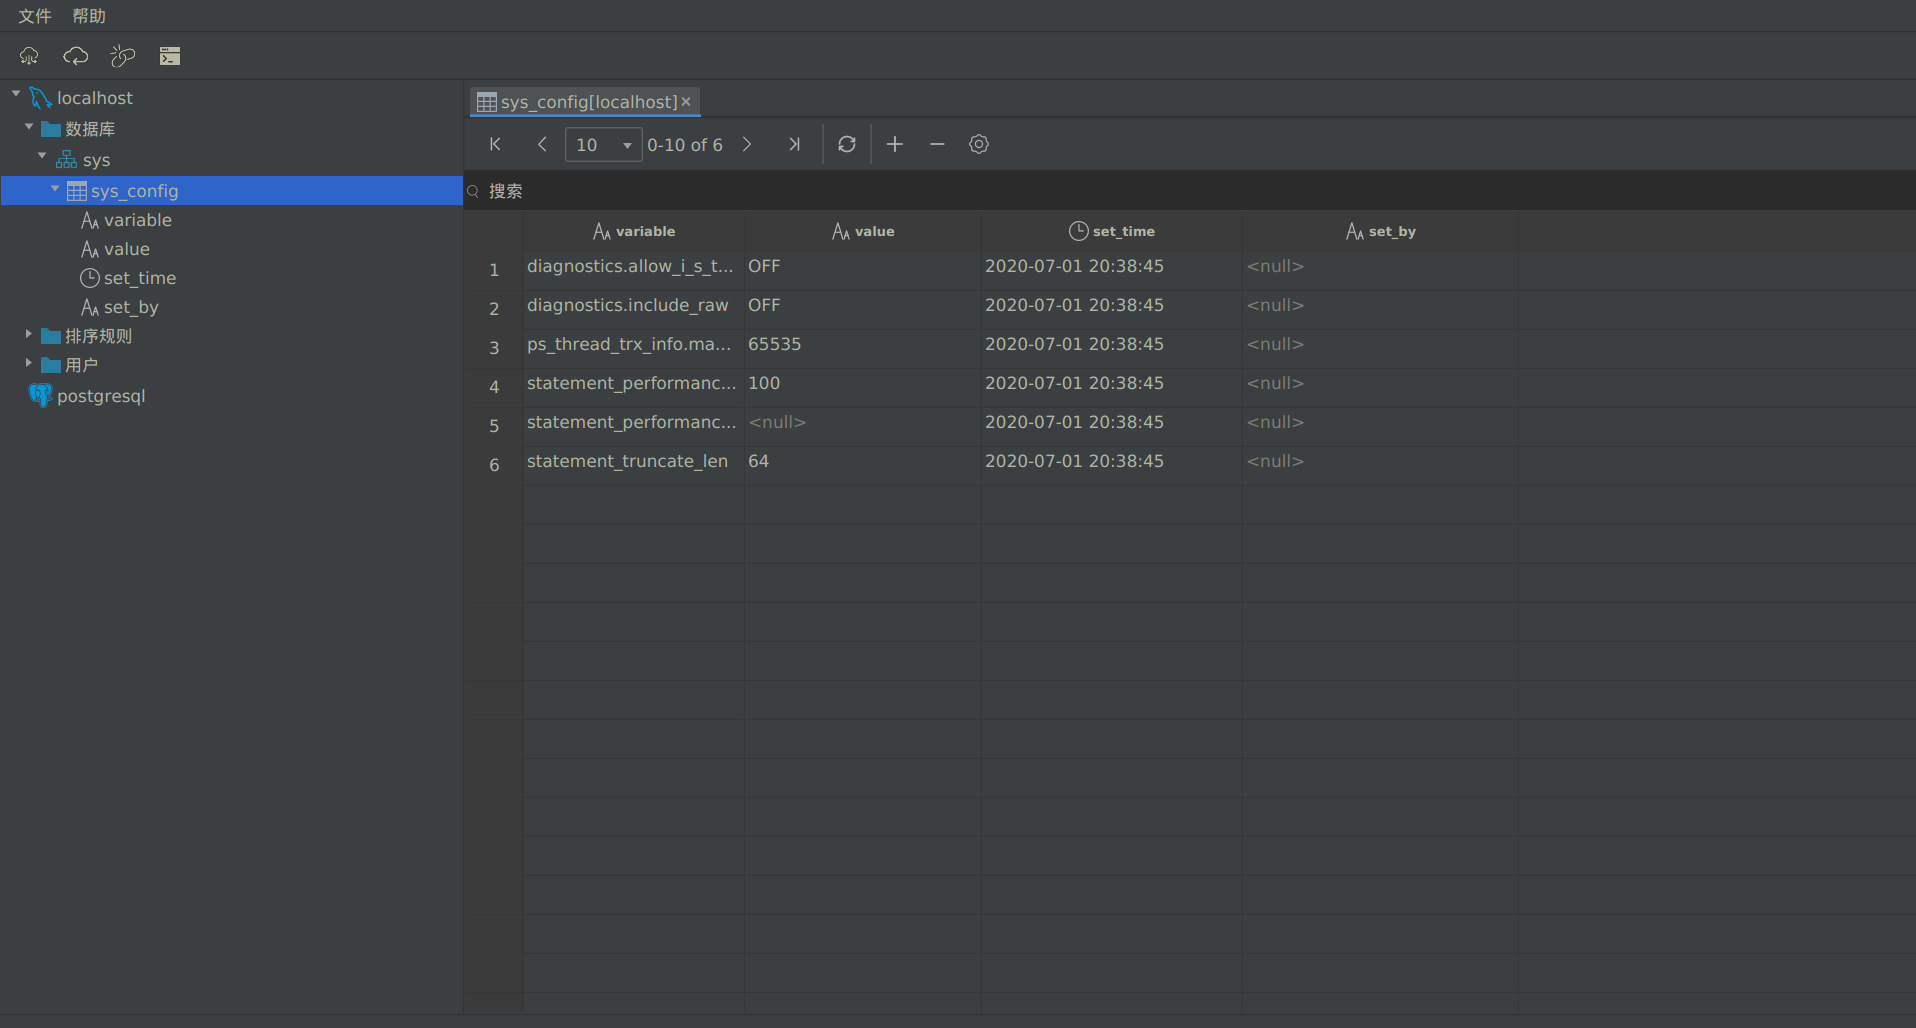 文件 帮助
localhost
数据库
sys
sys_config
variable
value
set_time
set_by
排序规则
用户
postgresql
sys_config[localhost]
10 0-10 of 6
搜索
variable value set_time set_by
1 diagnostics.allow_i_s_t... OFF 2020-07-01 20:38:45 <null>
2 diagnostics.include_raw OFF 2020-07-01 20:38:45 <null>
3 ps_thread_trx_info.ma... 65535 2020-07-01 20:38:45 <null>
4 statement_performanc... 100 2020-07-01 20:38:45 <null>
5 statement_performanc... <null> 2020-07-01 20:38:45 <null>
6 statement_truncate_len 64 2020-07-01 20:38:45 <null>